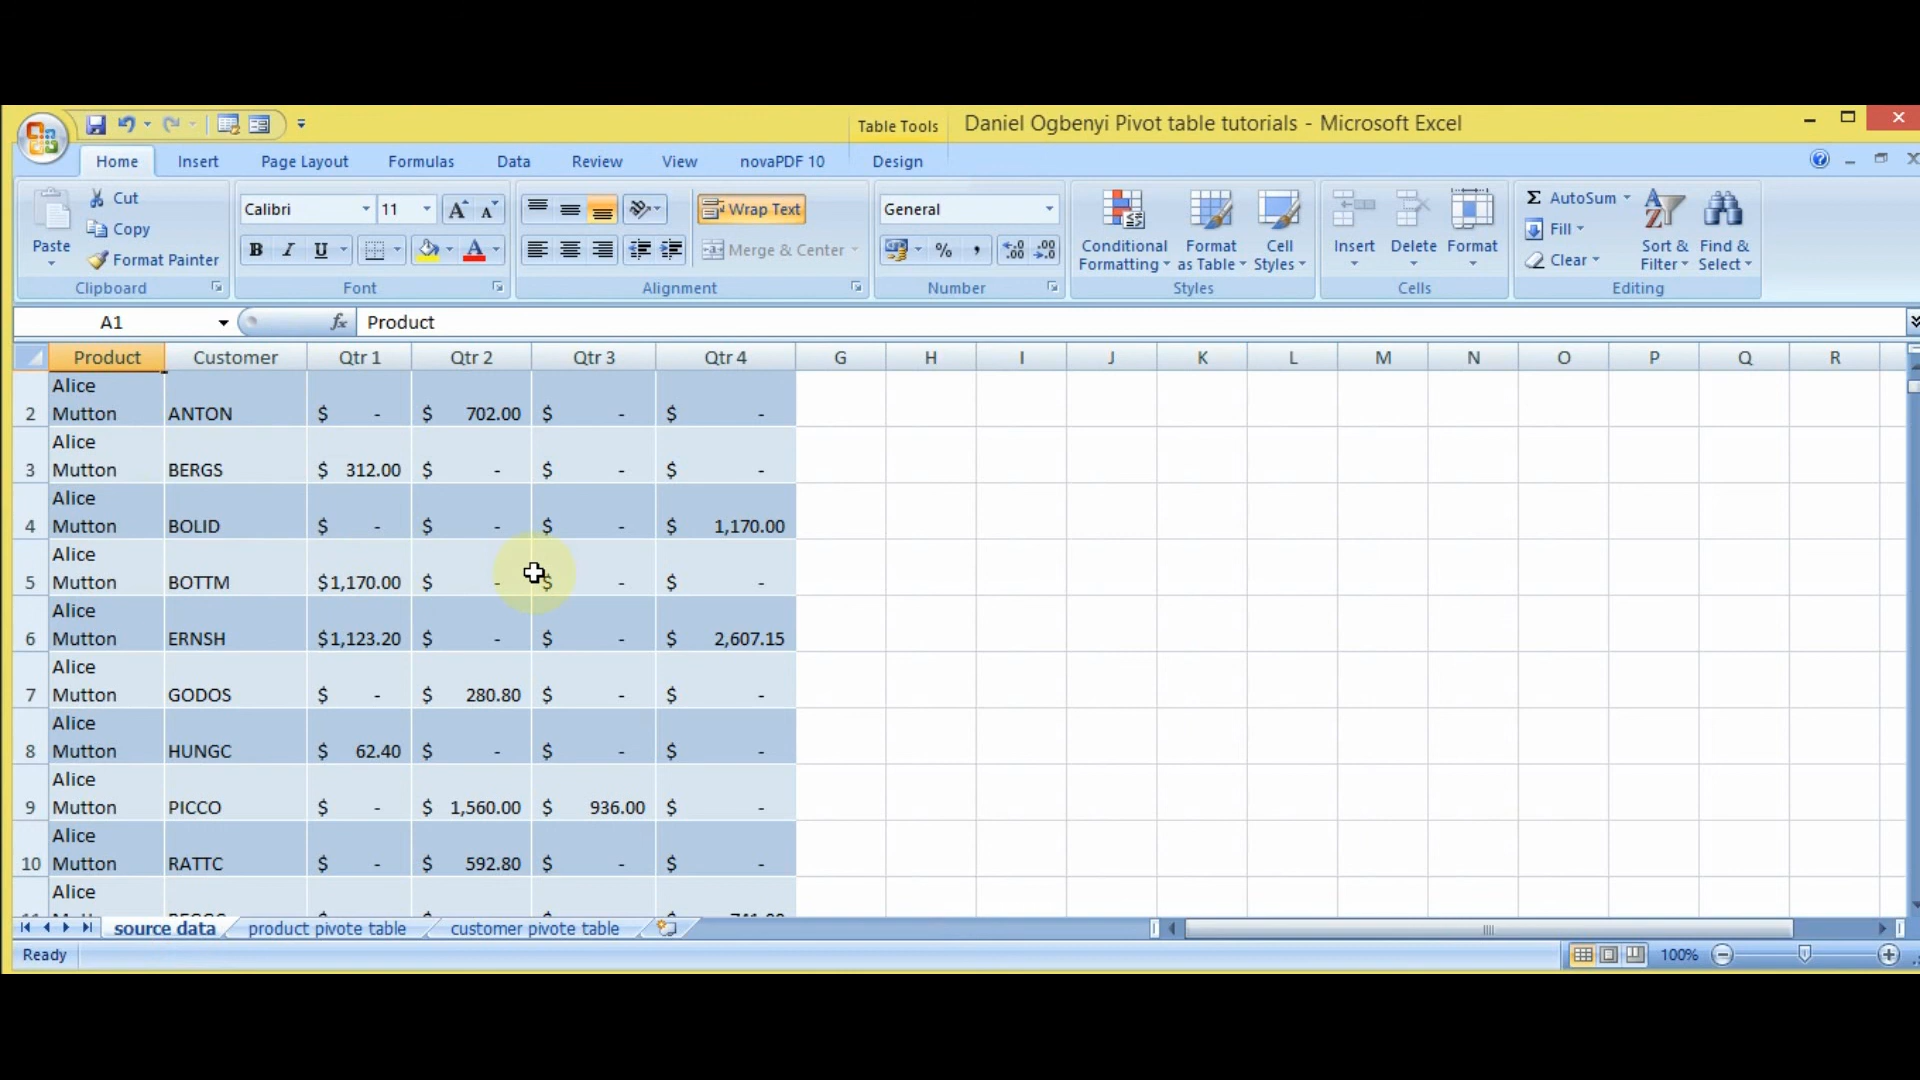 Table Tools Daniel Ogbenyi Pivot table tutorials - Microsoft Excel
Home Insert Page Layout Formulas Data Review View novaPDF 10 Design
Paste Cut Copy Format Painter
Calibri 11
B I U A
Wrap Text
Merge & Center
General
% ,
Conditional Formatting Format as Table Cell Styles
Insert Delete Format
Σ AutoSum
Fill
Clear
Sort & Filter Find & Select
Clipboard Font Alignment Number Styles Cells Editing
A1 fx Product
Product Customer Qtr 1 Qtr 2 Qtr 3 Qtr 4 G H I J K L M N O P Q R
2 Alice Mutton ANTON $ - $ 702.00 $ - $ -
3 Alice Mutton BERGS $ 312.00 $ - $ - $ -
4 Alice Mutton BOLID $ - $ - $ - $ 1,170.00
5 Alice Mutton BOTTM $1,170.00 $ - $ - $ -
6 Alice Mutton ERNSH $1,123.20 $ - $ - $ 2,607.15
7 Alice Mutton GODOS $ - $ 280.80 $ - $ -
8 Alice Mutton HUNGC $ 62.40 $ - $ - $ -
9 Alice Mutton PICCO $ - $ 1,560.00 $ 936.00 $ -
10 Alice Mutton RATTC $ - $ 592.80 $ - $ -
Alice
source data product pivote table customer pivote table
Ready 100%